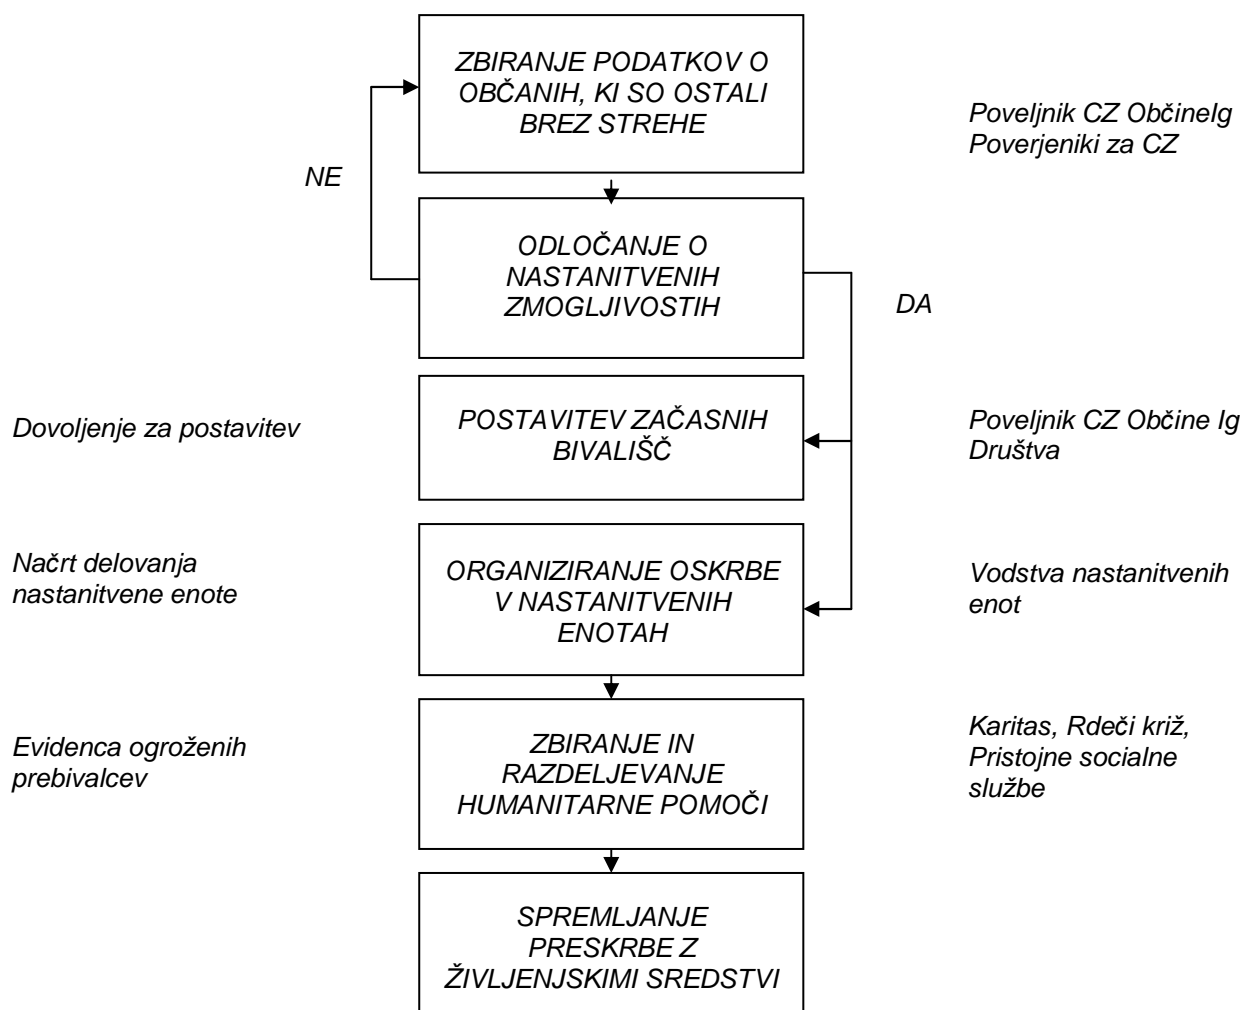 ZBIRANJE PODATKOV O
OBČANIH, KI SO OSTALI
BREZ STREHE
Poveljnik CZ ObčineIg
Poverjeniki za CZ
NE
ODLOČANJE O
NASTANITVENIH
ZMOGLJIVOSTIH
DA
Dovoljenje za postavitev
POSTAVITEV ZAČASNIH
BIVALIŠČ
Poveljnik CZ Občine Ig
Društva
Načrt delovanja
nastanitvene enote
ORGANIZIRANJE OSKRBE
V NASTANITVENIH
ENOTAH
Vodstva nastanitvenih
enot
Evidenca ogroženih
prebivalcev
ZBIRANJE IN
RAZDELJEVANJE
HUMANITARNE POMOČI
Karitas, Rdeči križ,
Pristojne socialne
službe
SPREMLJANJE
PRESKRBE Z
ŽIVLJENJSKIMI SREDSTVI